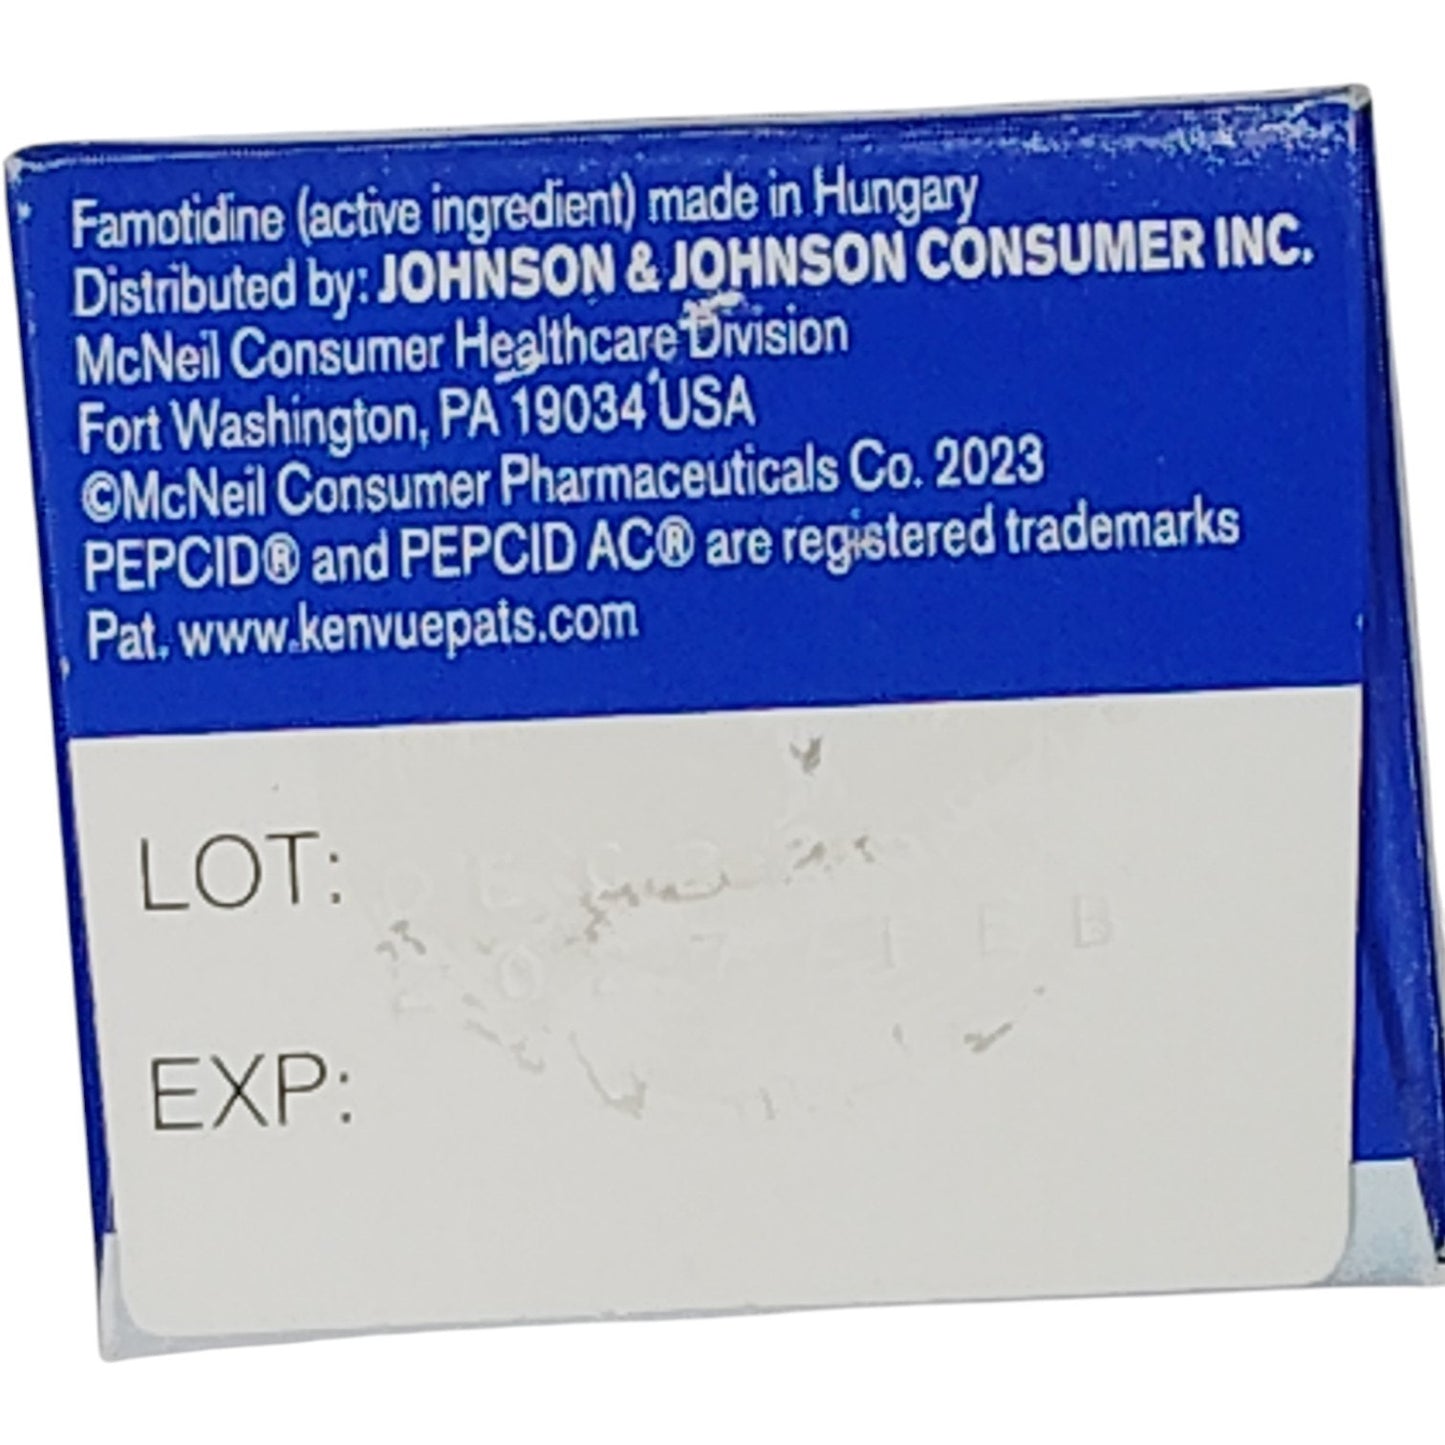 Famotidine (active ingredient) made in Hungary
Distributed by: JOHNSON & JOHNSON CONSUMER INC.
McNeil Consumer Healthcare Division
Fort Washington, PA 19034 USA
©McNeil Consumer Pharmaceuticals Co. 2023
PEPCID® and PEPCID AC® are registered trademarks
Pat. www.kenvuepats.com
LOT:
2027 FEB
EXP: